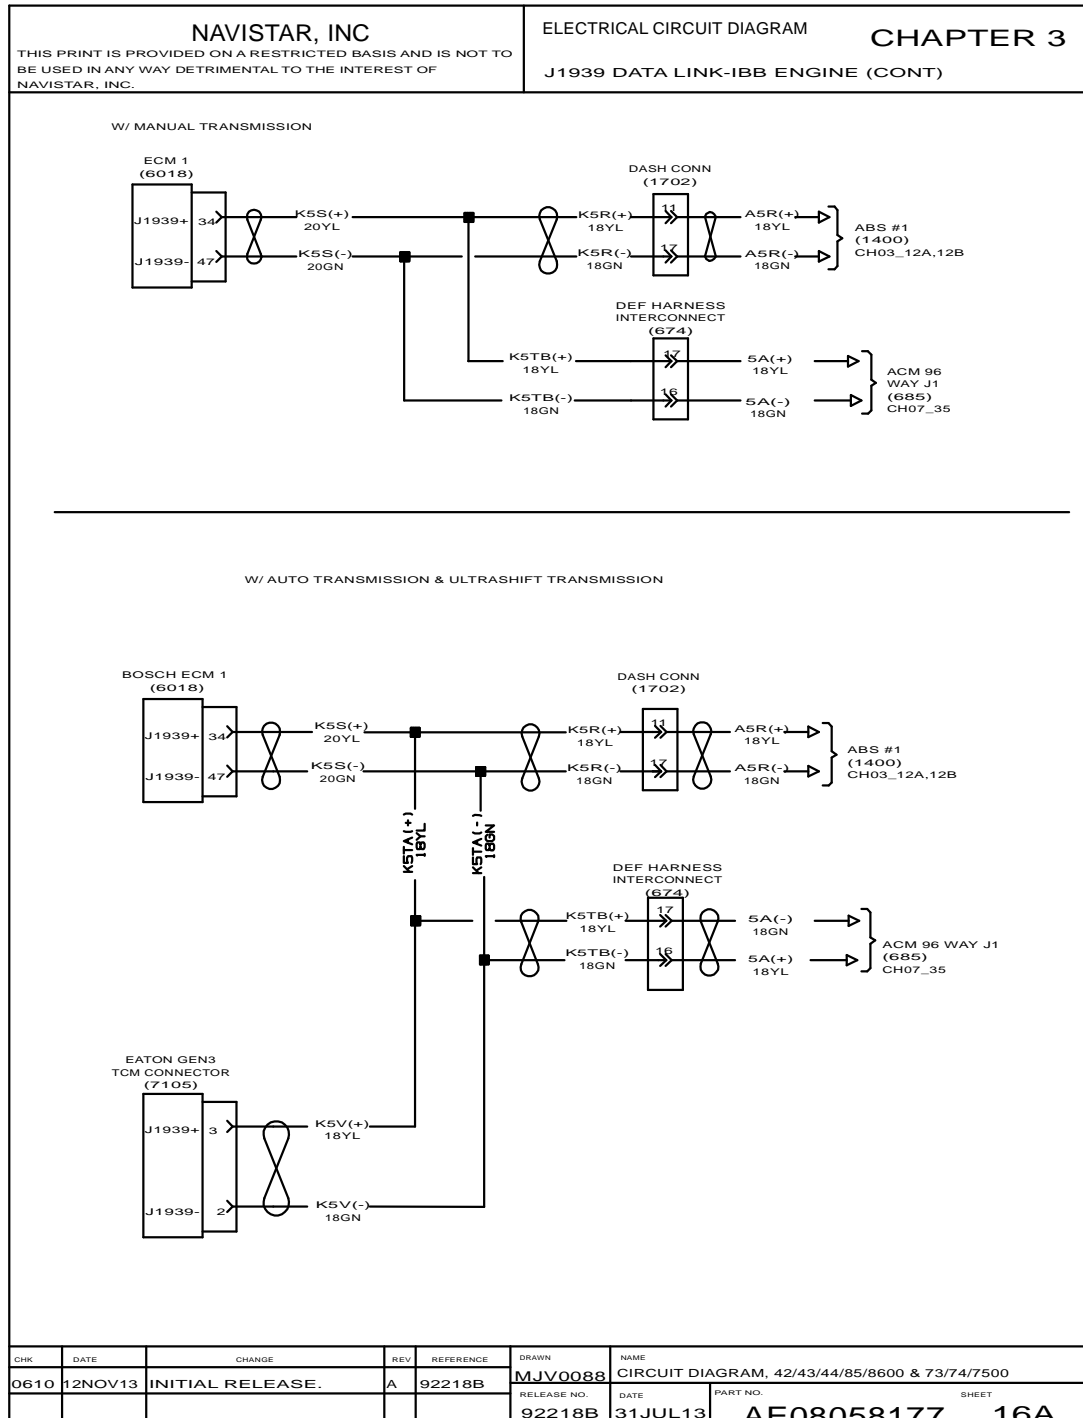 NAVISTAR, INC
THIS PRINT IS PROVIDED ON A RESTRICTED BASIS AND IS NOT TO
BE USED IN ANY WAY DETRIMENTAL TO THE INTEREST OF
NAVISTAR, INC.
ELECTRICAL CIRCUIT DIAGRAM
CHAPTER 3
J1939 DATA LINK-IBB ENGINE (CONT)
W/ MANUAL TRANSMISSION
ECM 1
(6018)
J1939+ 34
J1939- 47
K5S(+)
20YL
K5S(-)
20GN
K5R(+)
18YL
K5R(-)
18GN
DASH CONN
(1702)
11
17
A5R(+)
18YL
A5R(-)
18GN
ABS #1
(1400)
CH03_12A,12B
DEF HARNESS
INTERCONNECT
(674)
K5TB(+)
18YL
K5TB(-)
18GN
17
16
5A(+)
18YL
5A(-)
18GN
ACM 96
WAY J1
(685)
CH07_35
W/ AUTO TRANSMISSION & ULTRASHIFT TRANSMISSION
BOSCH ECM 1
(6018)
J1939+ 34
J1939- 47
K5S(+)
20YL
K5S(-)
20GN
K5R(+)
18YL
K5R(-)
18GN
DASH CONN
(1702)
11
17
A5R(+)
18YL
A5R(-)
18GN
ABS #1
(1400)
CH03_12A,12B
K5TA(+)
18YL
K5TA(-)
18GN
DEF HARNESS
INTERCONNECT
(674)
K5TB(+)
18YL
K5TB(-)
18GN
17
16
5A(-)
18GN
5A(+)
18YL
ACM 96 WAY J1
(685)
CH07_35
EATON GEN3
TCM CONNECTOR
(7105)
J1939+ 3
J1939- 2
K5V(+)
18YL
K5V(-)
18GN
CHK DATE CHANGE REV REFERENCE
0610 12NOV13 INITIAL RELEASE. A 92218B
DRAWN
MJV0088
NAME
CIRCUIT DIAGRAM, 42/43/44/85/8600 & 73/74/7500
RELEASE NO.
92218B
DATE
31JUL13
PART NO.
AE08058177
SHEET
16A